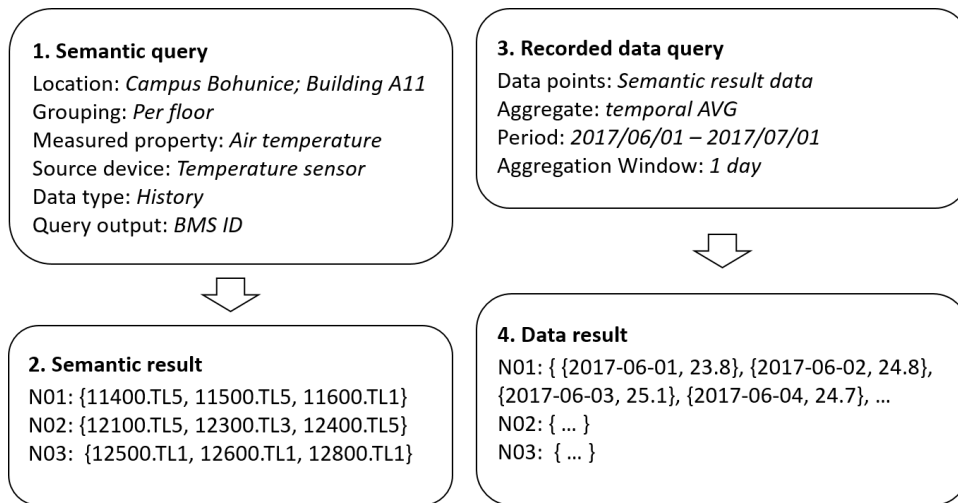 1. Semantic query
Location: Campus Bohunice; Building A11
Grouping: Per floor
Measured property: Air temperature
Source device: Temperature sensor
Data type: History
Query output: BMS ID
2. Semantic result
N01: {11400.TL5, 11500.TL5, 11600.TL1}
N02: {12100.TL5, 12300.TL3, 12400.TL5}
N03: {12500.TL1, 12600.TL1, 12800.TL1}
3. Recorded data query
Data points: Semantic result data
Aggregate: temporal AVG
Period: 2017/06/01 – 2017/07/01
Aggregation Window: 1 day
4. Data result
N01: { {2017-06-01, 23.8}, {2017-06-02, 24.8},
{2017-06-03, 25.1}, {2017-06-04, 24.7}, ...
N02: { ... }
N03: { ... }